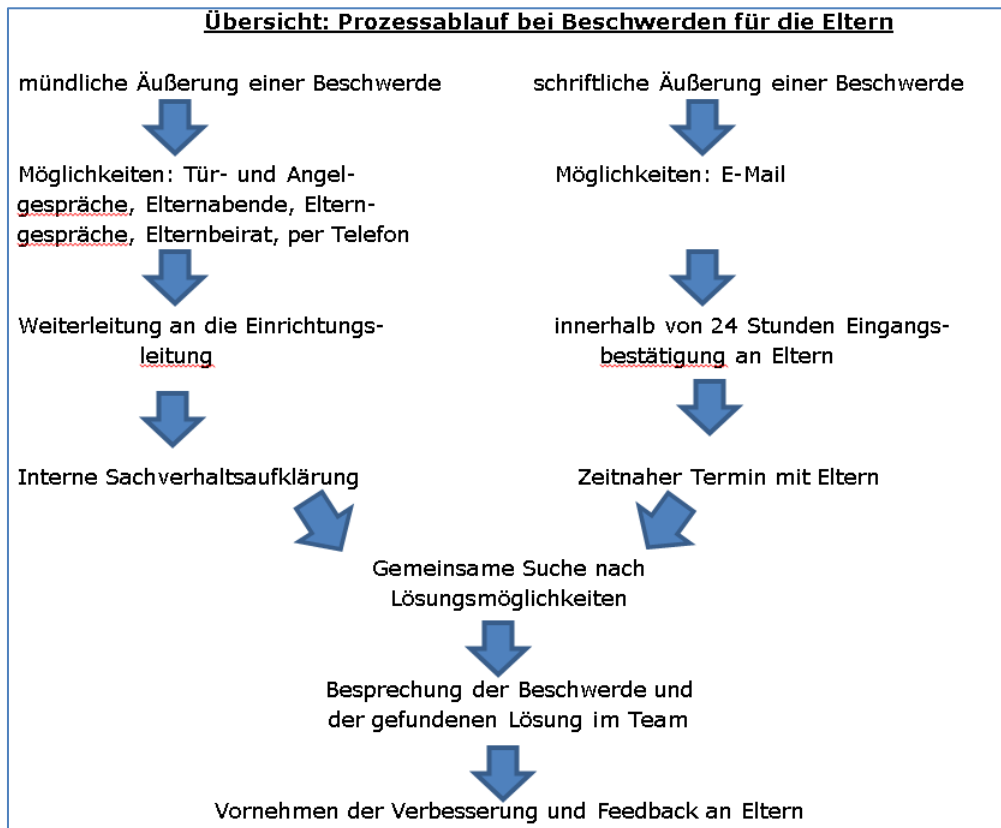 Übersicht: Prozessablauf bei Beschwerden für die Eltern
mündliche Äußerung einer Beschwerde
schriftliche Äußerung einer Beschwerde
Möglichkeiten: Tür- und Angel-
gespräche, Elternabende, Eltern-
gespräche, Elternbeirat, per Telefon
Möglichkeiten: E-Mail
Weiterleitung an die Einrichtungs-
leitung
innerhalb von 24 Stunden Eingangs-
bestätigung an Eltern
Interne Sachverhaltsaufklärung
Zeitnaher Termin mit Eltern
Gemeinsame Suche nach
Lösungsmöglichkeiten
Besprechung der Beschwerde und
der gefundenen Lösung im Team
Vornehmen der Verbesserung und Feedback an Eltern